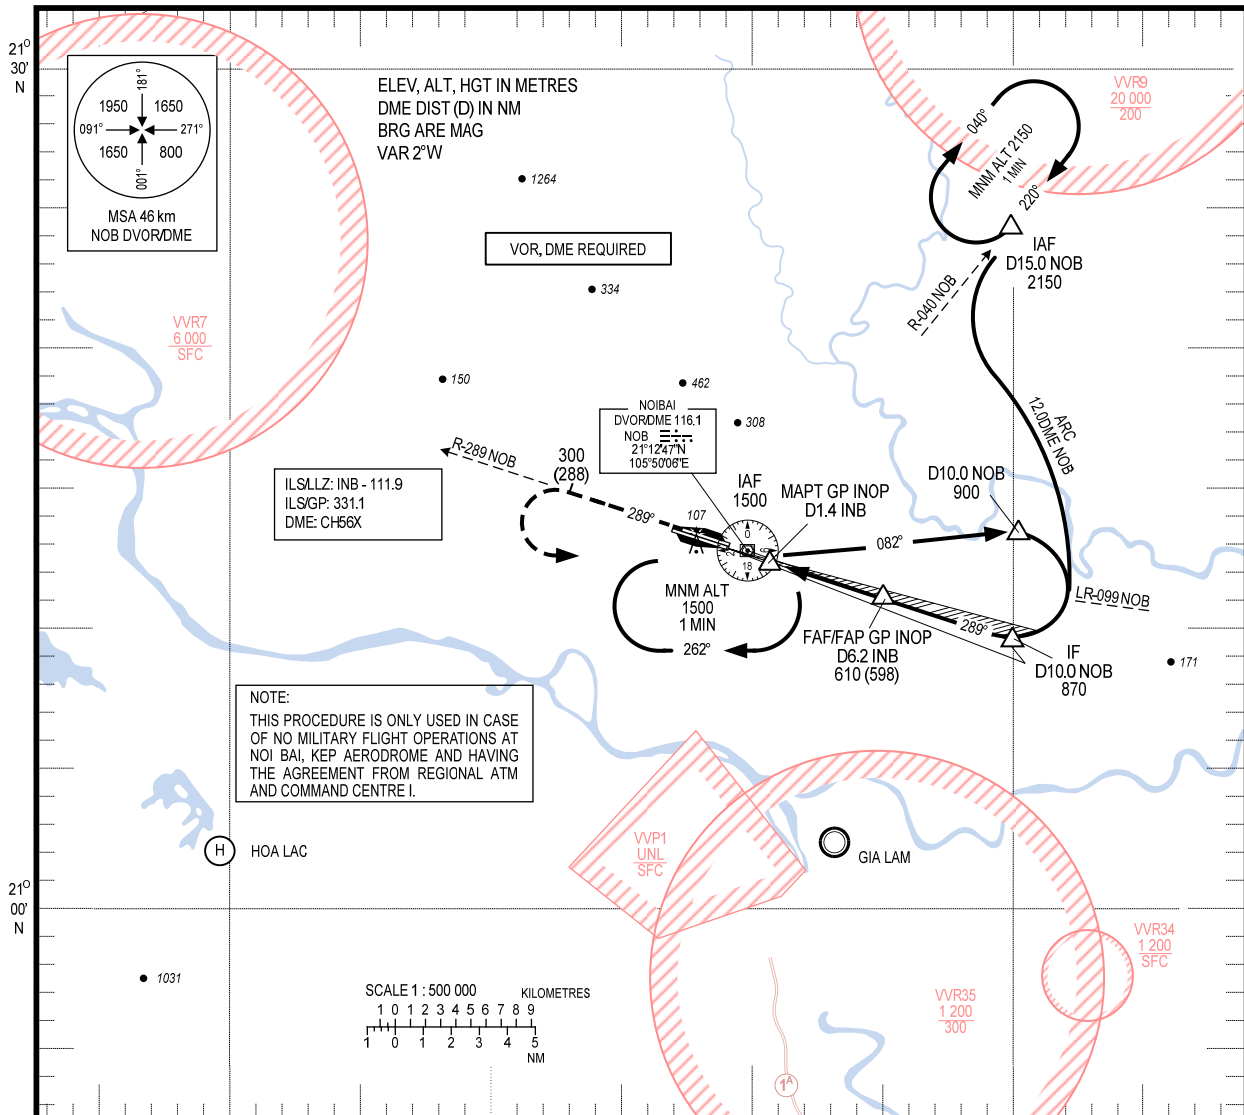 21°
30'
N
181°
1950
1650
091°
271°
1650
800
001°
MSA 46 km
NOB DVOR/DME
ELEV, ALT, HGT IN METRES
DME DIST (D) IN NM
BRG ARE MAG
VAR 2°W
VVR9
20 000
200
040°
MNM ALT 2150
1 MIN
220°
1264
VOR, DME REQUIRED
IAF
D15.0 NOB
2150
R-040 NOB
334
VVR7
6 000
SFC
150
462
308
ARC
12.0DME NOB
NOIBAI
DVOR/DME 116.1
NOB
21°12'47"N
105°50'06"E
R-289 NOB
300
(288)
289°
ILS/LLZ: INB - 111.9
ILS/GP: 331.1
DME: CH56X
107
IAF
1500
MAPT GP INOP
D1.4 INB
D10.0 NOB
900
082°
0
18
MNM ALT
1500
1 MIN
262°
289°
LR-099 NOB
FAF/FAP GP INOP
D6.2 INB
610 (598)
IF
D10.0 NOB
870
171
NOTE:
THIS PROCEDURE IS ONLY USED IN CASE
OF NO MILITARY FLIGHT OPERATIONS AT
NOI BAI, KEP AERODROME AND HAVING
THE AGREEMENT FROM REGIONAL ATM
AND COMMAND CENTRE I.
H
HOA LAC
VVP1
UNL
SFC
GIA LAM
21°
00'
N
1031
VVR34
1 200
SFC
VVR35
1 200
300
SCALE 1 : 500 000
KILOMETRES
1 0 1 2 3 4 5 6 7 8 9
1 0 1 2 3 4 5
NM
1A